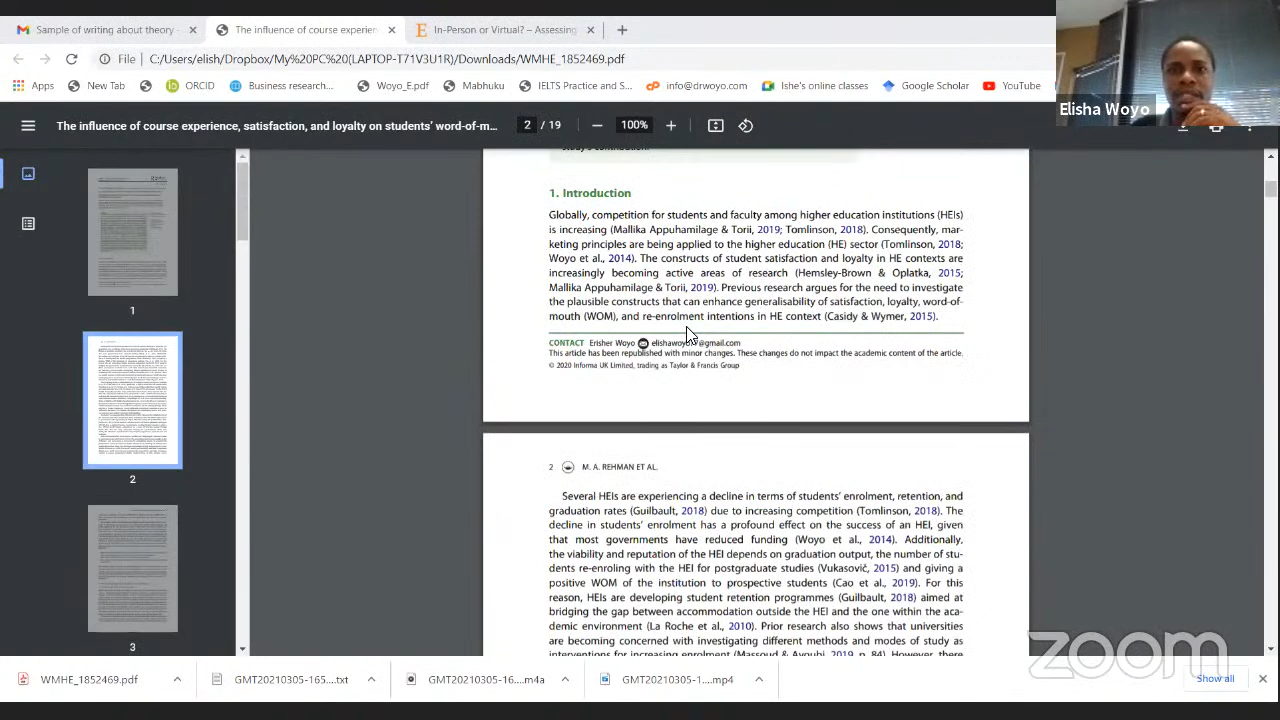 Sample of writing about theory
The influence of course experien
In-Person or Virtual? – Assessing
File
C:/Users/elish/Dropbox/My%20PC%20(LAPTOP-T71V3U1R)/Downloads/WMHE_1852469.pdf
Apps
New Tab
ORCID
Business research...
Woyo_E.pdf
Mabhuku
IELTS Practice and S...
info@drwoyo.com
Ishe's online classes
Google Scholar
YouTube
Elisha Woyo
The influence of course experience, satisfaction, and loyalty on students' word-of-m...
2 / 19
100%
1
2
3
study's contribution.
1. Introduction
Globally, competition for students and faculty among higher education institutions (HEIs)
is increasing (Mallika Appuhamilage & Torii, 2019; Tomlinson, 2018). Consequently, mar-
keting principles are being applied to the higher education (HE) sector (Tomlinson, 2018;
Woyo et al., 2014). The constructs of student satisfaction and loyalty in HE contexts are
increasingly becoming active areas of research (Hemsley-Brown & Oplatka, 2015;
Mallika Appuhamilage & Torii, 2019). Previous research argues for the need to investigate
the plausible constructs that can enhance generalisability of satisfaction, loyalty, word-of-
mouth (WOM), and re-enrolment intentions in HE context (Casidy & Wymer, 2015).
CONTACT Erisher Woyo @gmail.com
This article has been republished with minor changes. These changes do not impact the academic content of the article.
© 2020 Informa UK Limited, trading as Taylor & Francis Group
2 M. A. REHMAN ET AL.
Several HEIs are experiencing a decline in terms of students' enrolment, retention, and
graduation rates (Guilbault, 2018) due to increasing competition (Tomlinson, 2018). The
decline in students' enrolment has a profound effect on the success of an HEI, given
that most governments have reduced funding (Woyo et al., 2014). Additionally,
the viability and reputation of the HEI depends on graduation output, the number of stu-
dents re-enroling with the HEI for postgraduate studies (Vukasovič, 2015) and giving a
positive WOM of the institution to prospective students (Cao et al., 2019). For this
reason, HEIs are developing student retention programmes (Guilbault, 2018) aimed at
bridging the gap between accommodation outside the HEI and the one within the aca-
demic environment (La Roche et al., 2010). Prior research also shows that universities
are becoming concerned with investigating different methods and modes of study as
interventions for increasing enrolment (Massoud & Ayoubi, 2019, p. 84). However, there
zoom
WMHE_1852469.pdf
GMT20210305-165....txt
GMT20210305-16....m4a
GMT20210305-1....mp4
Show all